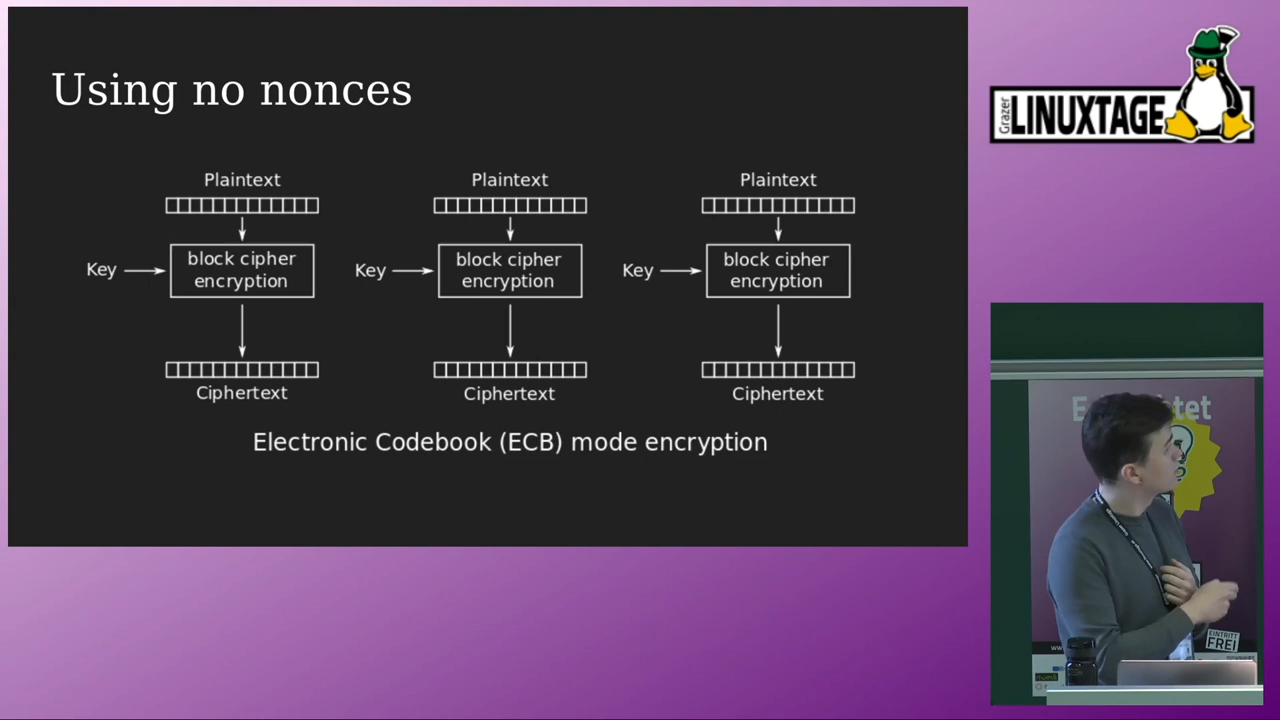 Using no nonces
Plaintext
Plaintext
Plaintext
Key
block cipher
encryption
Key
block cipher
encryption
Key
block cipher
encryption
Ciphertext
Ciphertext
Ciphertext
Electronic Codebook (ECB) mode encryption
Grazer
LINUXTAGE
EINTRITT
FREI